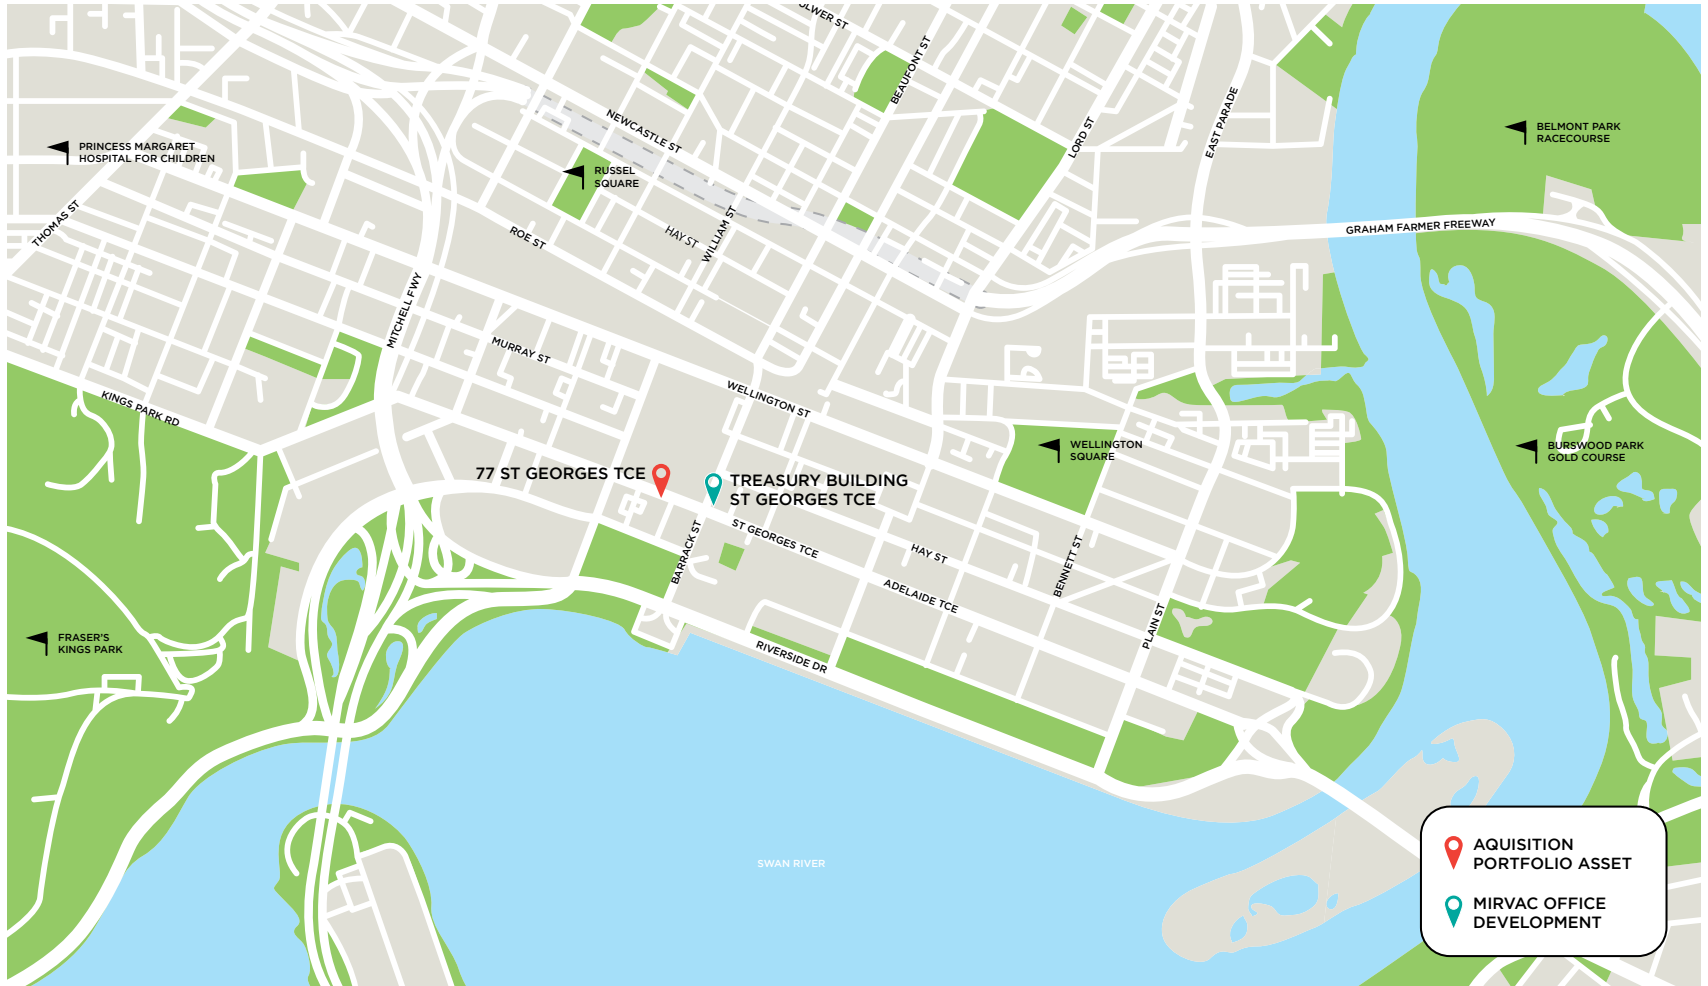 ULWER ST
BEAUFONT ST
NEWCASTLE ST
LORD ST
EAST PARADE
BELMONT PARK
RACECOURSE
PRINCESS MARGARET
HOSPITAL FOR CHILDREN
RUSSEL
SQUARE
THOMAS ST
ROE ST
HAY ST
WILLIAM ST
GRAHAM FARMER FREEWAY
MITCHELL FWY
MURRAY ST
WELLINGTON ST
KINGS PARK RD
WELLINGTON
SQUARE
BURSWOOD PARK
GOLD COURSE
77 ST GEORGES TCE
TREASURY BUILDING
ST GEORGES TCE
BARRACK ST
ST GEORGES TCE
HAY ST
BENNETT ST
ADELAIDE TCE
PLAIN ST
FRASER'S
KINGS PARK
RIVERSIDE DR
SWAN RIVER
AQUISITION
PORTFOLIO ASSET
MIRVAC OFFICE
DEVELOPMENT